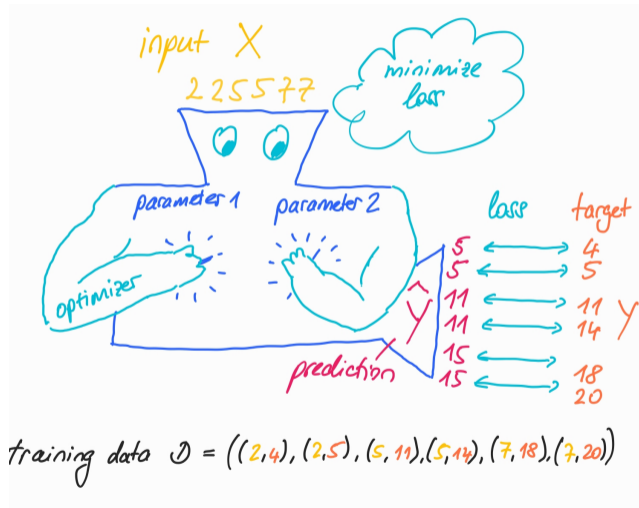 input X
225577
minimize
loss
parameter 1 parameter 2
optimizer
loss target
5 4
5 5
11 11
11 14
15 18
15 20
Ŷ Y
prediction
training data D = ((2,4), (2,5), (5,11), (5,14), (7,18), (7,20))